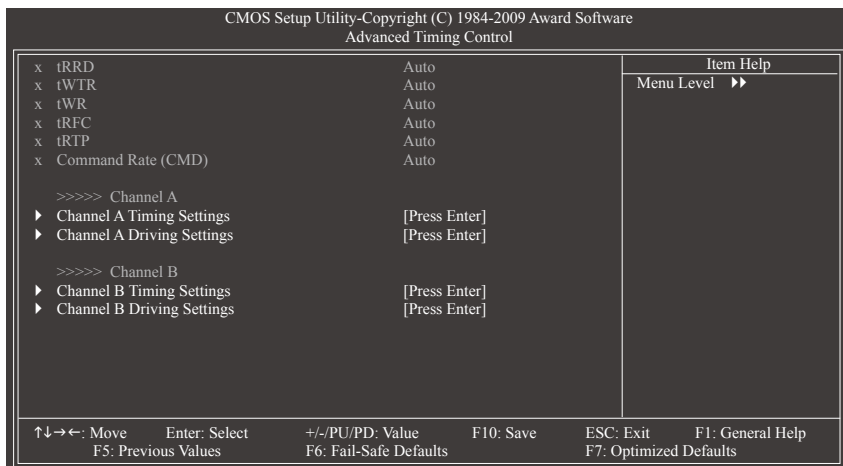 CMOS Setup Utility-Copyright (C) 1984-2009 Award Software
Advanced Timing Control
x tRRD Auto
x tWTR Auto
x tWR Auto
x tRFC Auto
x tRTP Auto
x Command Rate (CMD) Auto
>>>>> Channel A
Channel A Timing Settings [Press Enter]
Channel A Driving Settings [Press Enter]
>>>>> Channel B
Channel B Timing Settings [Press Enter]
Channel B Driving Settings [Press Enter]
Item Help
Menu Level
↑↓→←: Move Enter: Select +/-/PU/PD: Value F10: Save ESC: Exit F1: General Help
F5: Previous Values F6: Fail-Safe Defaults F7: Optimized Defaults